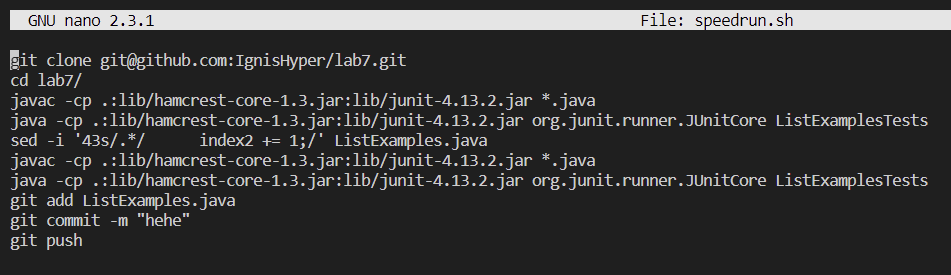 GNU nano 2.3.1 File: speedrun.sh
git clone git@github.com:IgnisHyper/lab7.git
cd lab7/
javac -cp .:lib/hamcrest-core-1.3.jar:lib/junit-4.13.2.jar *.java
java -cp .:lib/hamcrest-core-1.3.jar:lib/junit-4.13.2.jar org.junit.runner.JUnitCore ListExamplesTests
sed -i '43s/.*/      index2 += 1;/' ListExamples.java
javac -cp .:lib/hamcrest-core-1.3.jar:lib/junit-4.13.2.jar *.java
java -cp .:lib/hamcrest-core-1.3.jar:lib/junit-4.13.2.jar org.junit.runner.JUnitCore ListExamplesTests
git add ListExamples.java
git commit -m "hehe"
git push